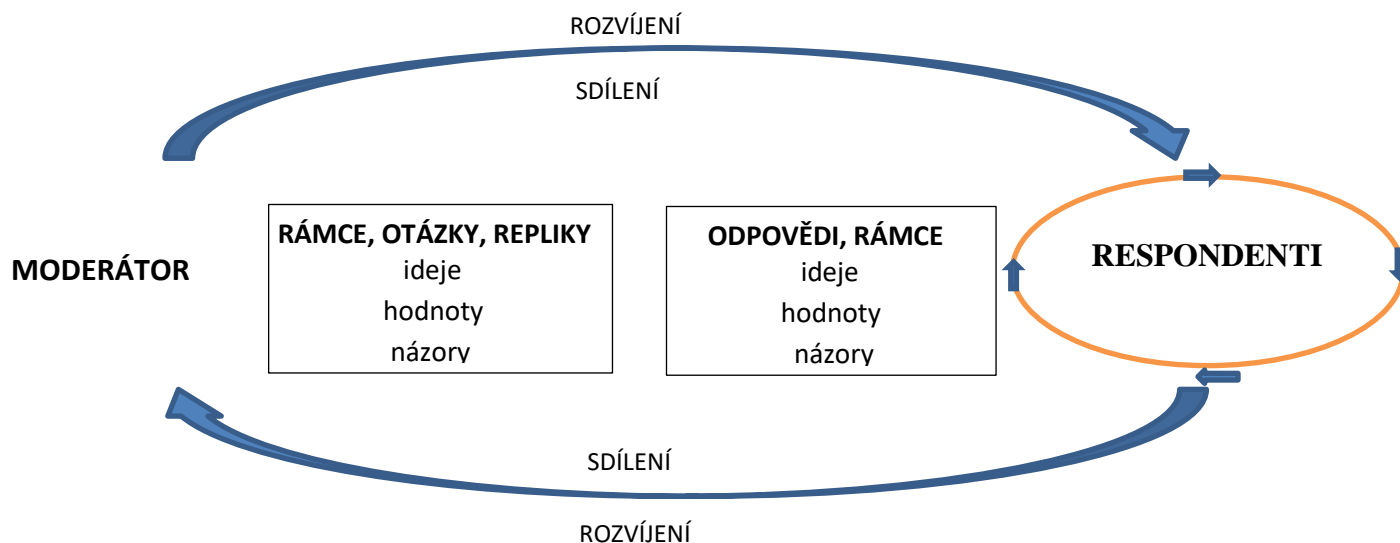 ROZVÍJENÍ
SDÍLENÍ
MODERÁTOR
RÁMCE, OTÁZKY, REPLIKY
ideje
hodnoty
názory
ODPOVĚDI, RÁMCE
ideje
hodnoty
názory
RESPONDENTI
SDÍLENÍ
ROZVÍJENÍ